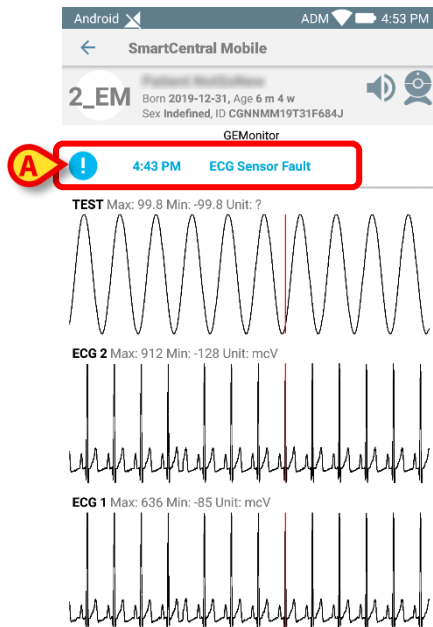 Android ADM 4:53 PM
SmartCentral Mobile
2_EM
Born 2019-12-31, Age 6 m 4 w
Sex Indefined, ID CGNNMM19T31F684J
GEMonitor
A ! 4:43 PM ECG Sensor Fault
TEST Max: 99.8 Min: -99.8 Unit: ?
ECG 2 Max: 912 Min: -128 Unit: mcV
ECG 1 Max: 636 Min: -85 Unit: mcV